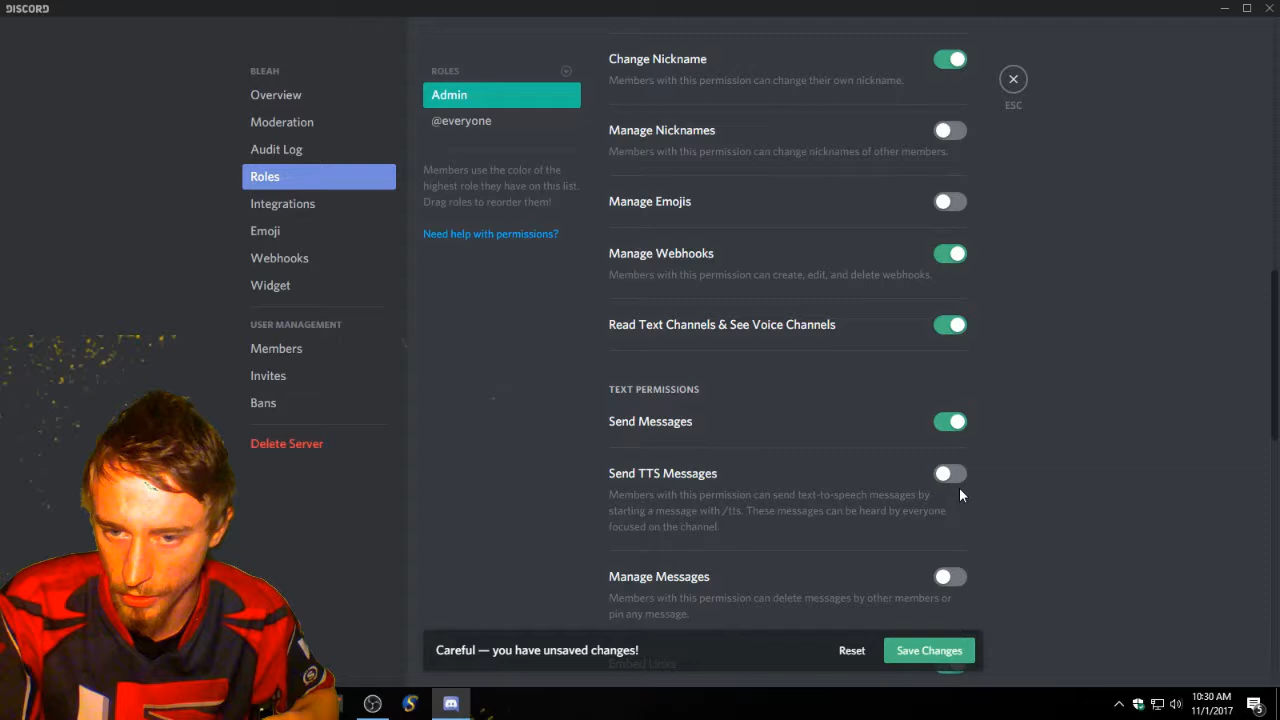 DISCORD
BLEAH
Overview
Moderation
Audit Log
Roles
Integrations
Emoji
Webhooks
Widget
USER MANAGEMENT
Members
Invites
Bans
Delete Server
ROLES
Admin
@everyone
Members use the color of the
highest role they have on this list.
Drag roles to reorder them!
Need help with permissions?
Change Nickname
Members with this permission can change their own nickname.
Manage Nicknames
Members with this permission can change nicknames of other members.
Manage Emojis
Manage Webhooks
Members with this permission can create, edit, and delete webhooks.
Read Text Channels & See Voice Channels
TEXT PERMISSIONS
Send Messages
Send TTS Messages
Members with this permission can send text-to-speech messages by
starting a message with /tts. These messages can be heard by everyone
focused on the channel.
Manage Messages
Members with this permission can delete messages by other members or
pin any message.
Embed Links
ESC
Careful — you have unsaved changes!
Reset
Save Changes
10:30 AM
11/1/2017
5